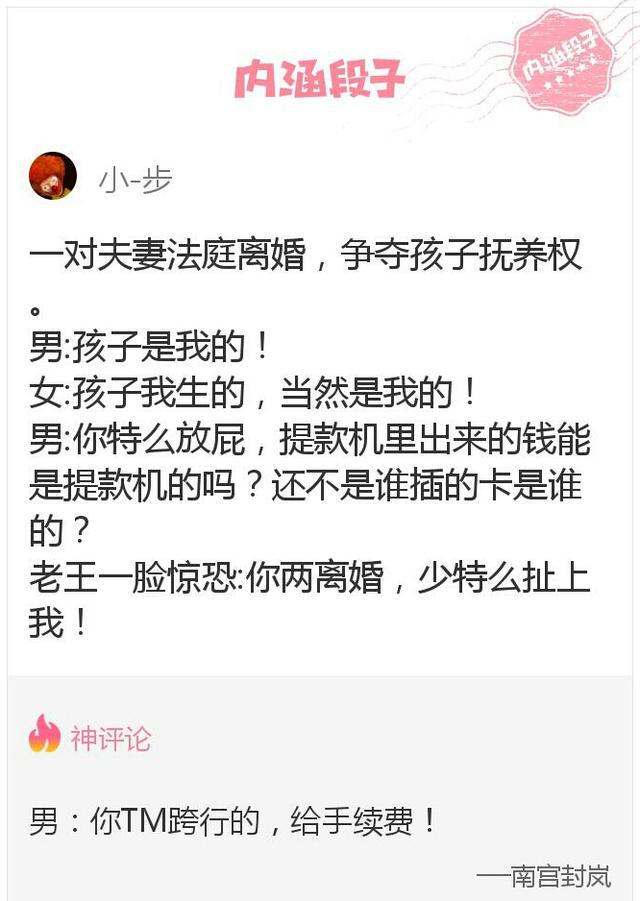 内涵段子
内涵段子
小-步
一对夫妻法庭离婚，争夺孩子抚养权
。
男:孩子是我的！
女:孩子我生的，当然是我的！
男:你特么放屁，提款机里出来的钱能
是提款机的吗？还不是谁插的卡是谁
的？
老王一脸惊恐:你两离婚，少特么扯上
我！
神评论
男：你TM跨行的，给手续费！
──南宫封岚